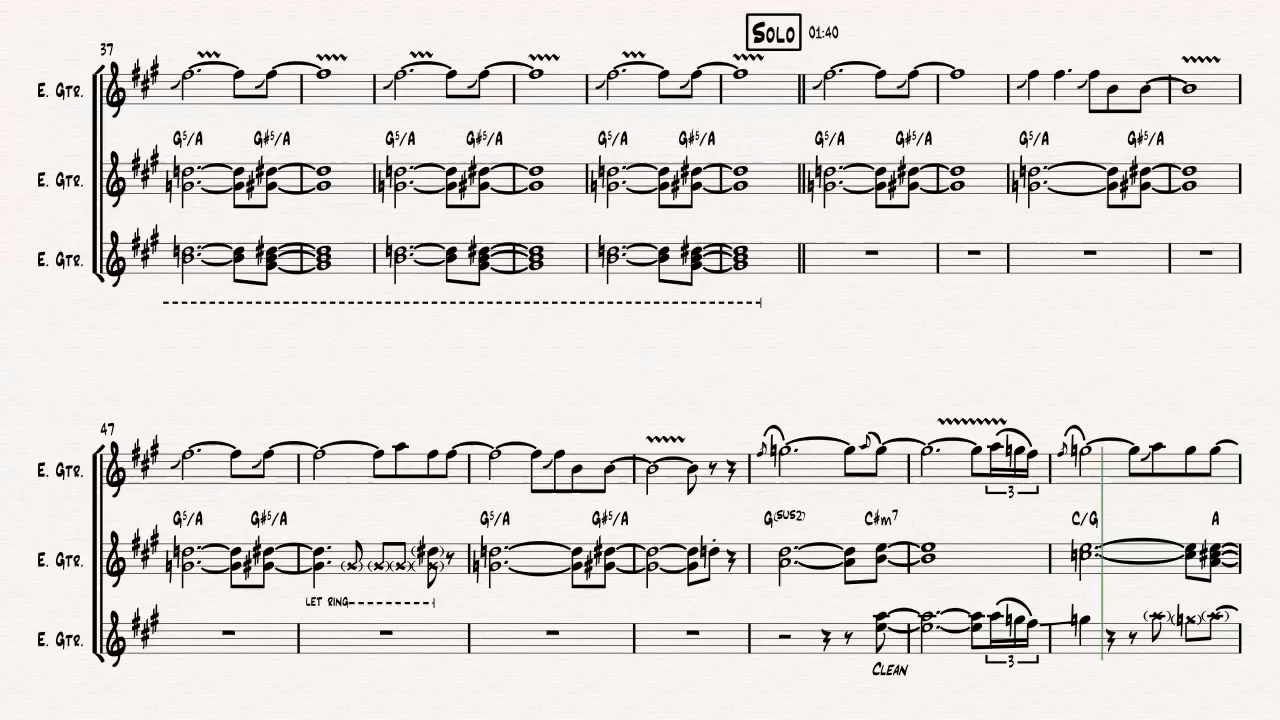 SOLO 01:40
37
E. GTR.
G5/A G#5/A G5/A G#5/A G5/A G#5/A G5/A G#5/A G5/A G#5/A
E. GTR.
E. GTR.
47
E. GTR.
G5/A G#5/A G5/A G#5/A G(SUS2) C#m7 C/G A
E. GTR.
LET RING
3
E. GTR.
CLEAN
3